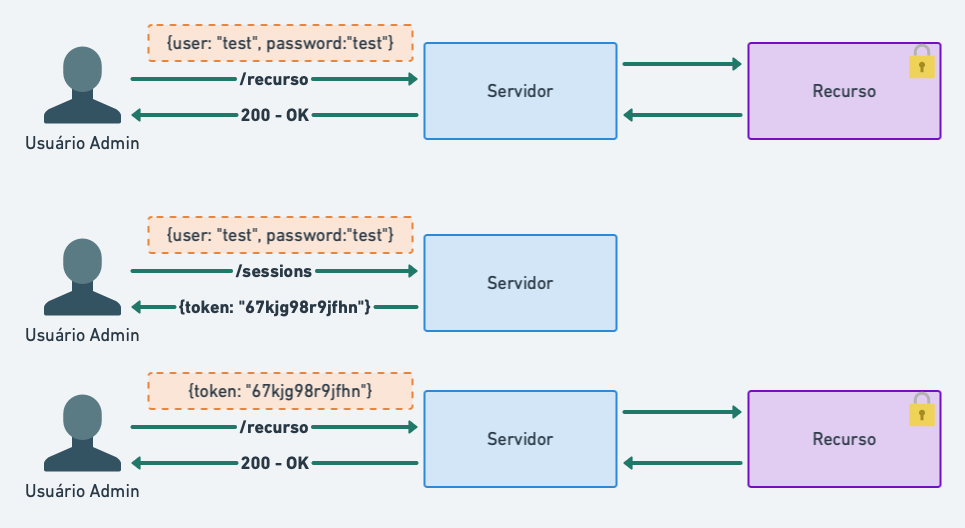 {user: "test", password:"test"}
/recurso
200 - OK
Usuário Admin
Servidor
Recurso
{user: "test", password:"test"}
/sessions
{token: "67kjg98r9jfhn"}
Usuário Admin
Servidor
{token: "67kjg98r9jfhn"}
/recurso
200 - OK
Usuário Admin
Servidor
Recurso